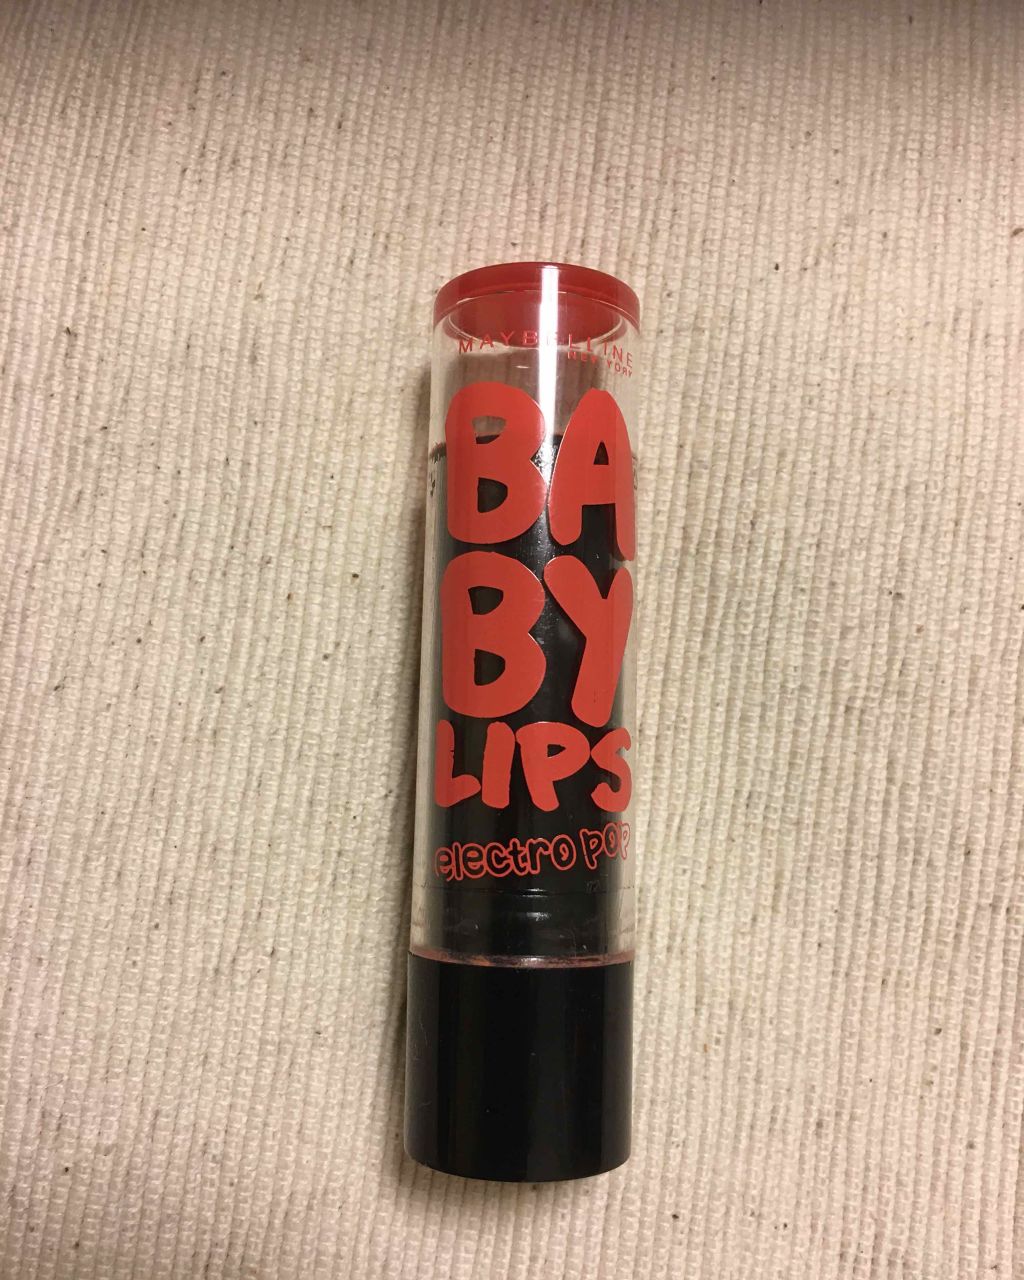 MAYBELLINE
NEW YORK
BA
BY
LIPS
electro pop